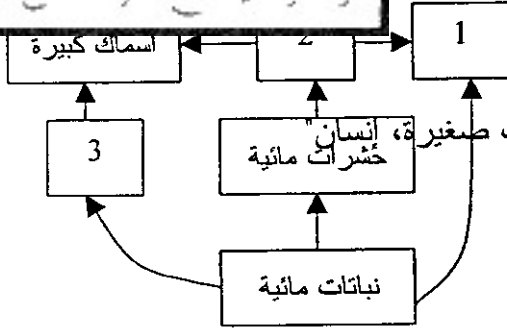 أسماك كبيرة
2
1
صغيرة، إنسان"
3
حشرات مائية
نباتات مائية